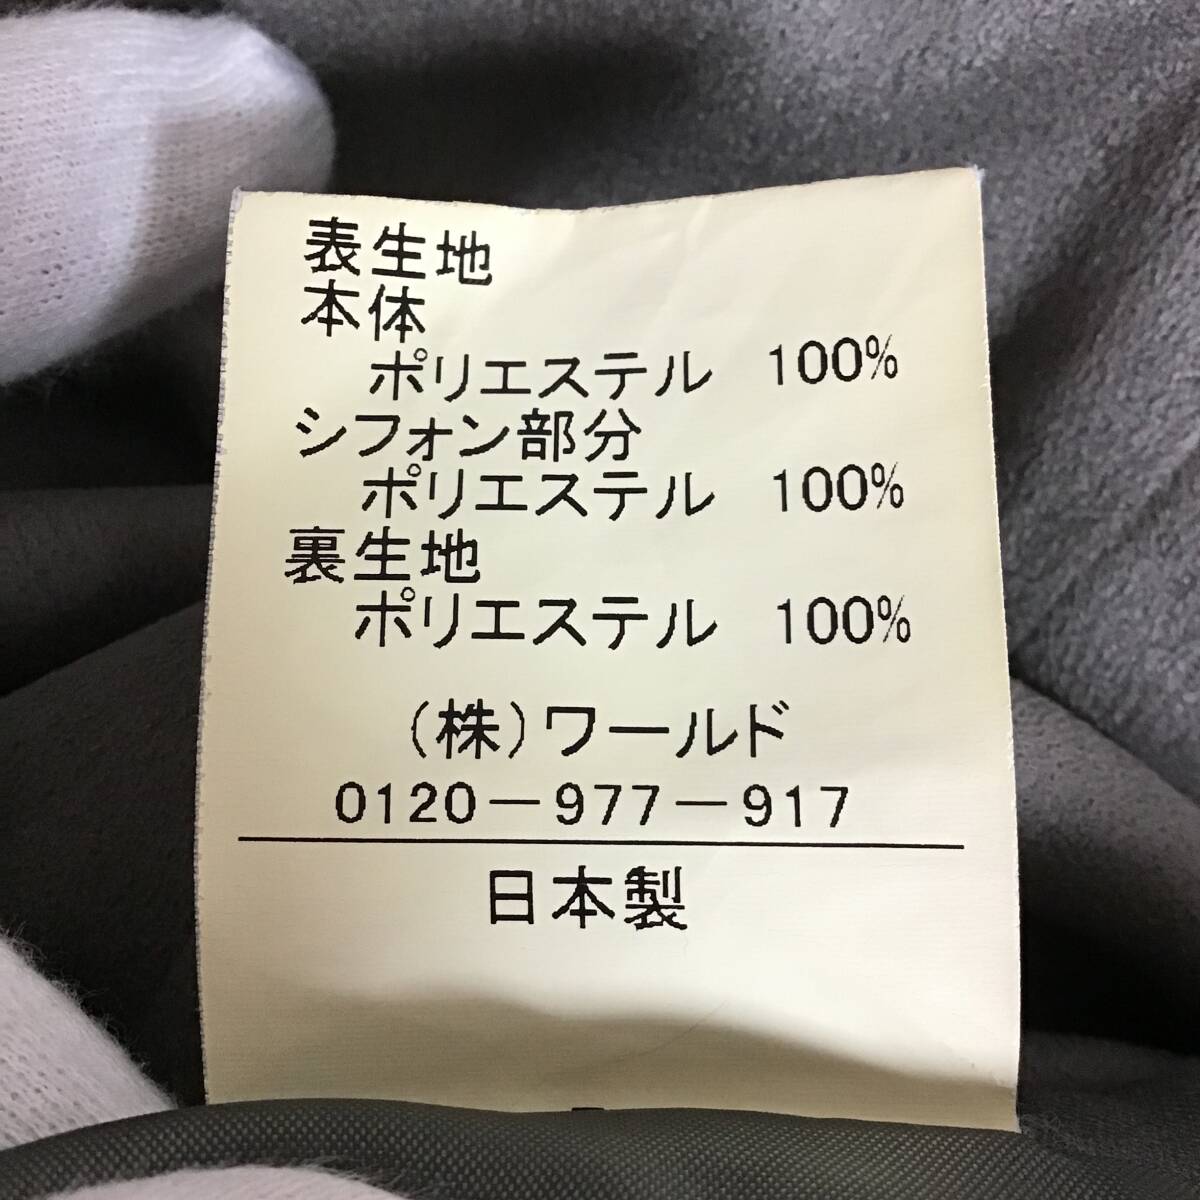 表生地
本体
ポリエステル 100%
シフォン部分
ポリエステル 100%
裏生地
ポリエステル 100%
(株)ワールド
0120-977-917
日本製